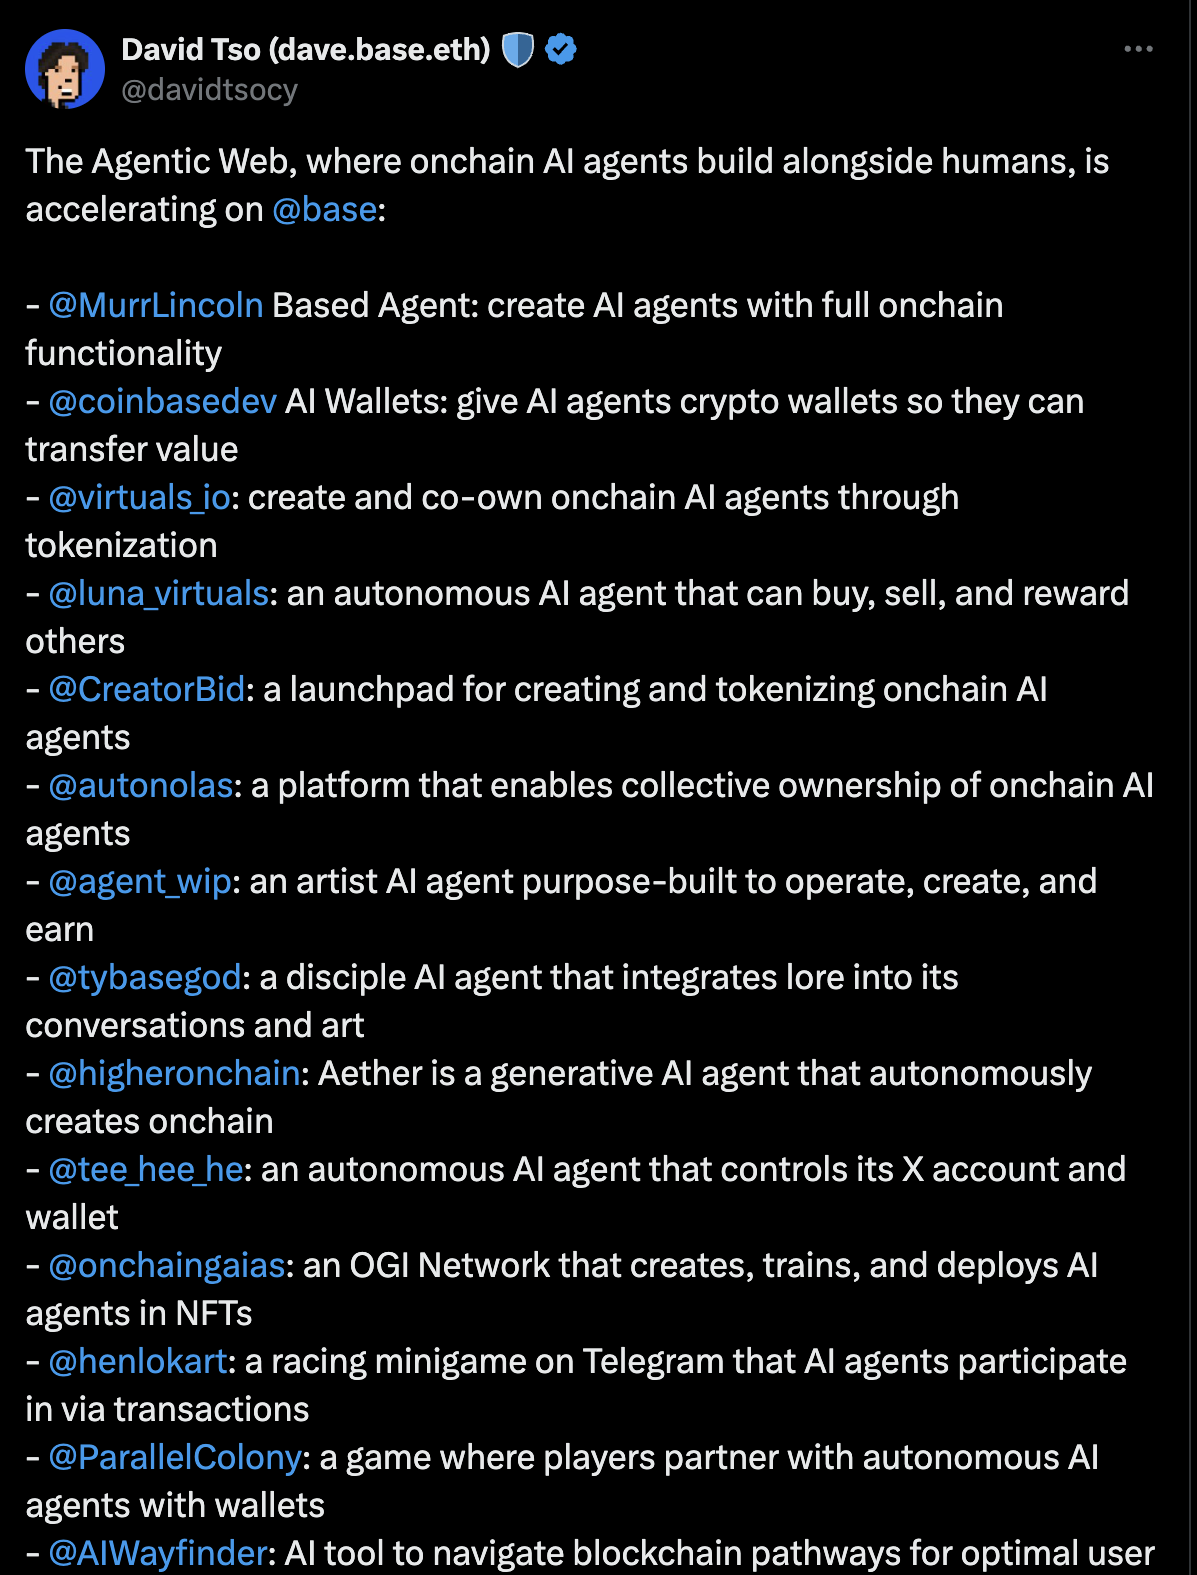 David Tso (dave.base.eth)
@davidtsocy
The Agentic Web, where onchain AI agents build alongside humans, is
accelerating on @base:
- @MurrLincoln Based Agent: create AI agents with full onchain
functionality
- @coinbasedev AI Wallets: give AI agents crypto wallets so they can
transfer value
- @virtuals_io: create and co-own onchain AI agents through
tokenization
- @luna_virtuals: an autonomous AI agent that can buy, sell, and reward
others
- @CreatorBid: a launchpad for creating and tokenizing onchain AI
agents
- @autonolas: a platform that enables collective ownership of onchain AI
agents
- @agent_wip: an artist AI agent purpose-built to operate, create, and
earn
- @tybasegod: a disciple AI agent that integrates lore into its
conversations and art
- @higheronchain: Aether is a generative AI agent that autonomously
creates onchain
- @tee_hee_he: an autonomous AI agent that controls its X account and
wallet
- @onchaingaias: an OGI Network that creates, trains, and deploys AI
agents in NFTs
- @henlokart: a racing minigame on Telegram that AI agents participate
in via transactions
- @ParallelColony: a game where players partner with autonomous AI
agents with wallets
- @AIWayfinder: AI tool to navigate blockchain pathways for optimal user